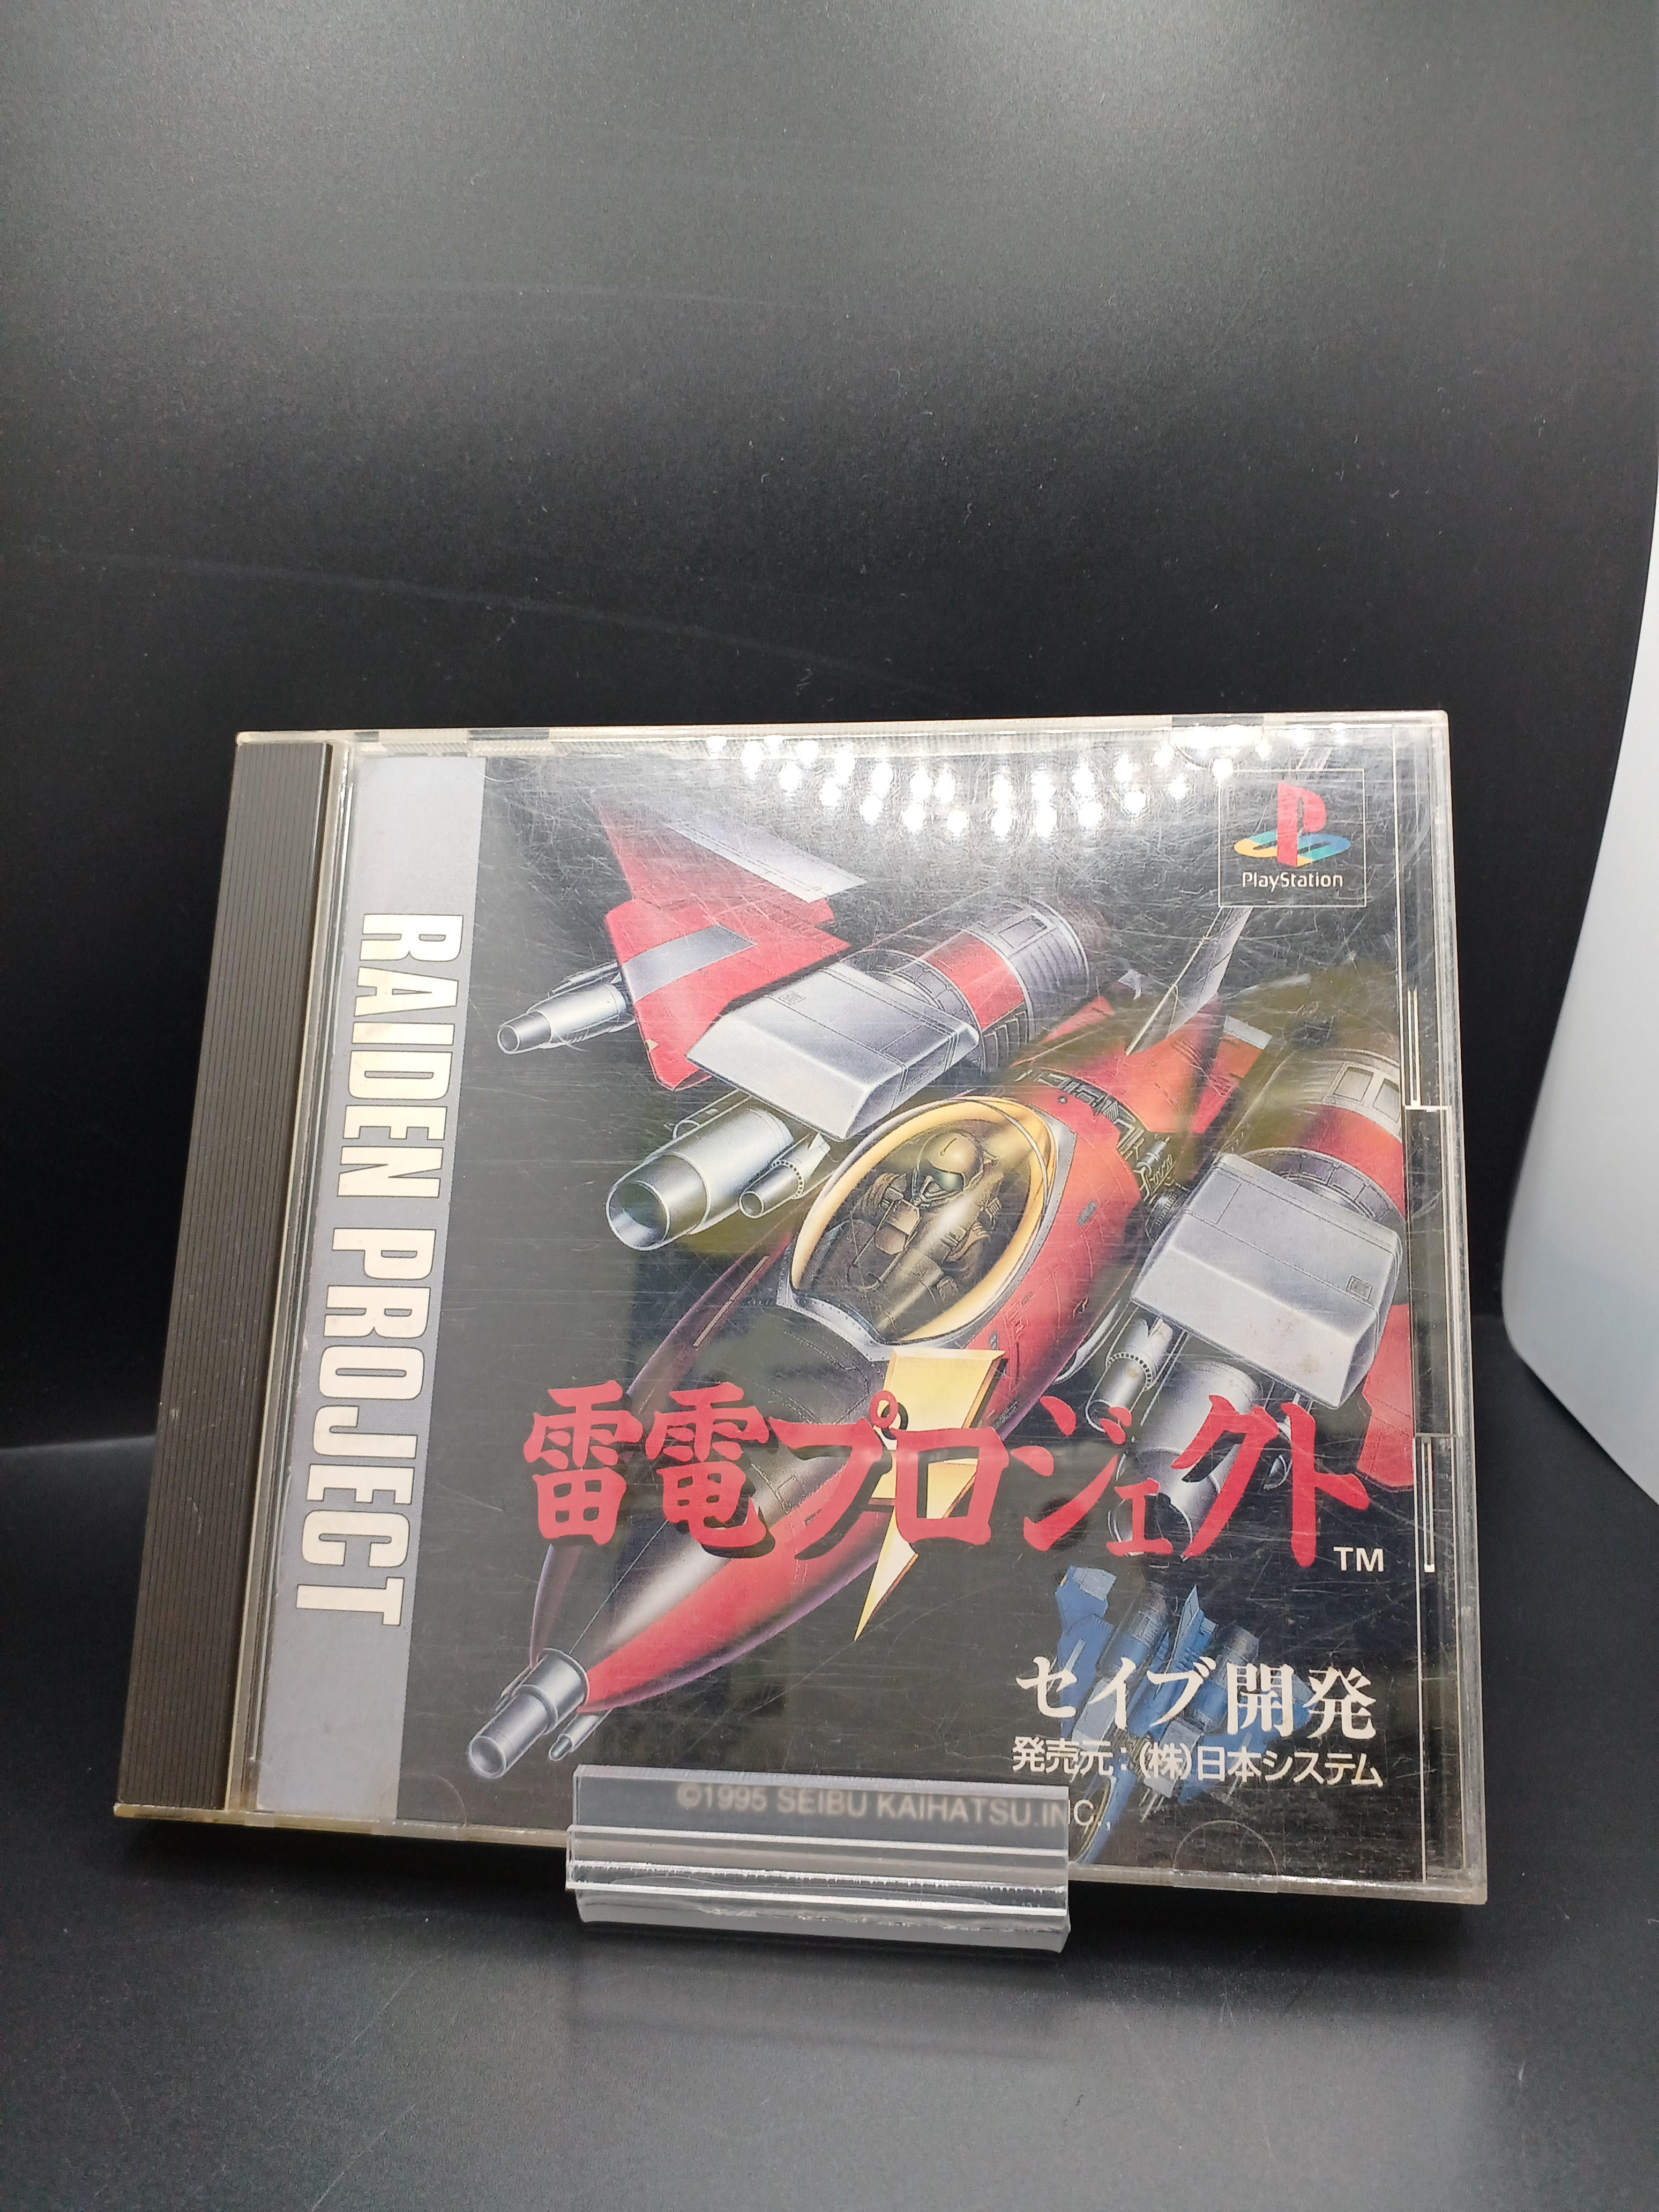 PlayStation
RAIDEN PROJECT
雷電プロジェクト
TM
セイブ開発
発売元:(株)日本システム
©1995 SEIBU KAIHATSU.INC.,